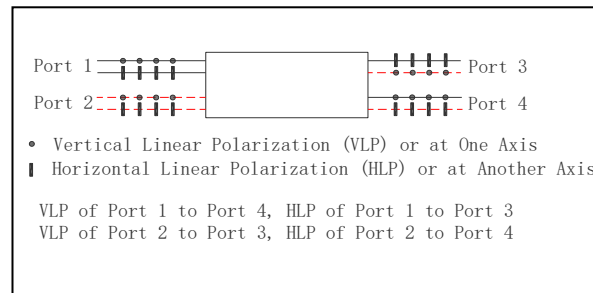 Port 1
Port 3
Port 2
Port 4
Vertical Linear Polarization (VLP) or at One Axis
Horizontal Linear Polarization (HLP) or at Another Axis
VLP of Port 1 to Port 4, HLP of Port 1 to Port 3
VLP of Port 2 to Port 3, HLP of Port 2 to Port 4